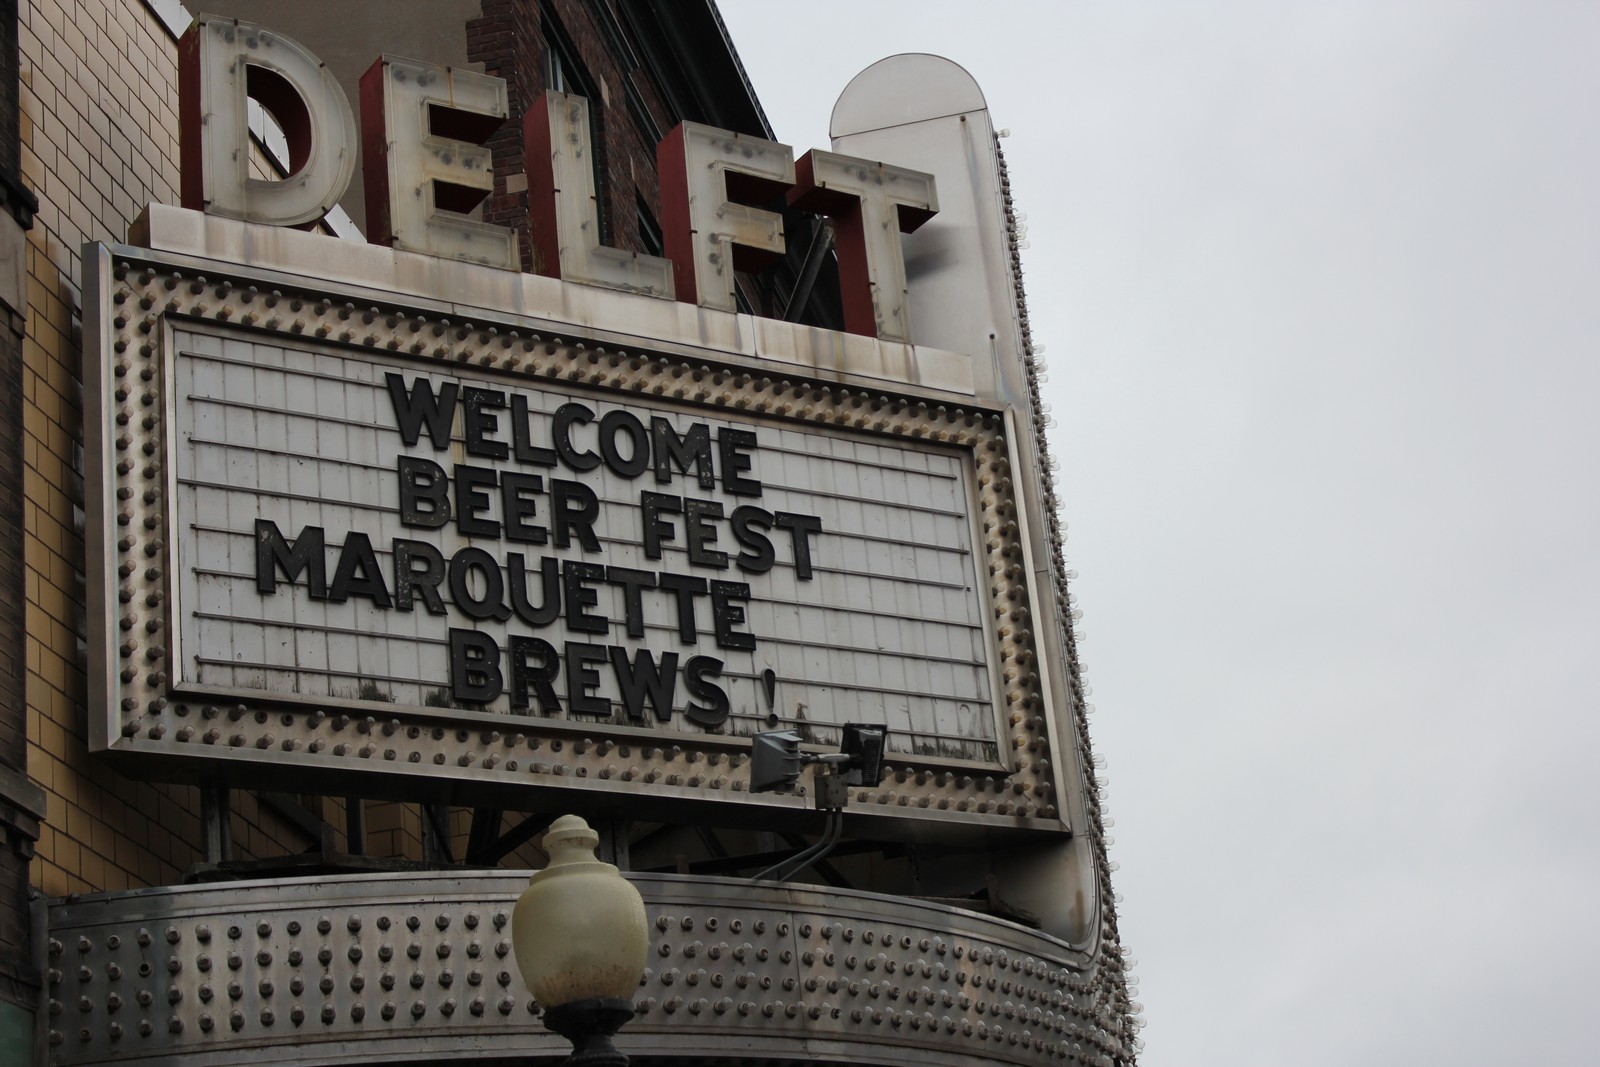 DELFT
WELCOME
BEER FEST
MARQUETTE
BREWS !